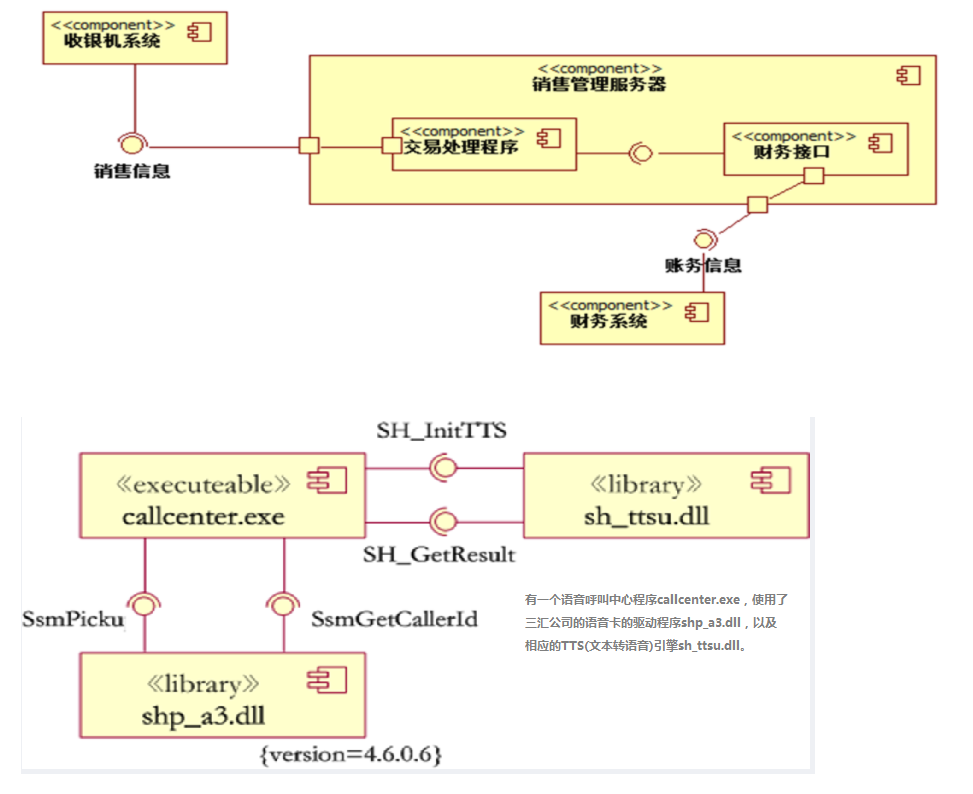 <<component>>
收银机系统
<<component>>
销售管理服务器
<<component>>
交易处理程序
<<component>>
财务接口
销售信息
账务信息
<<component>>
财务系统
SH_InitTTS
《executeable》
callcenter.exe
《library》
sh_ttsu.dll
SH_GetResult
SsmPicku
SsmGetCallerId
有一个语音呼叫中心程序callcenter.exe，使用了
三汇公司的语音卡的驱动程序shp_a3.dll，以及
相应的TTS(文本转语音)引擎sh_ttsu.dll。
《library》
shp_a3.dll
{version=4.6.0.6}